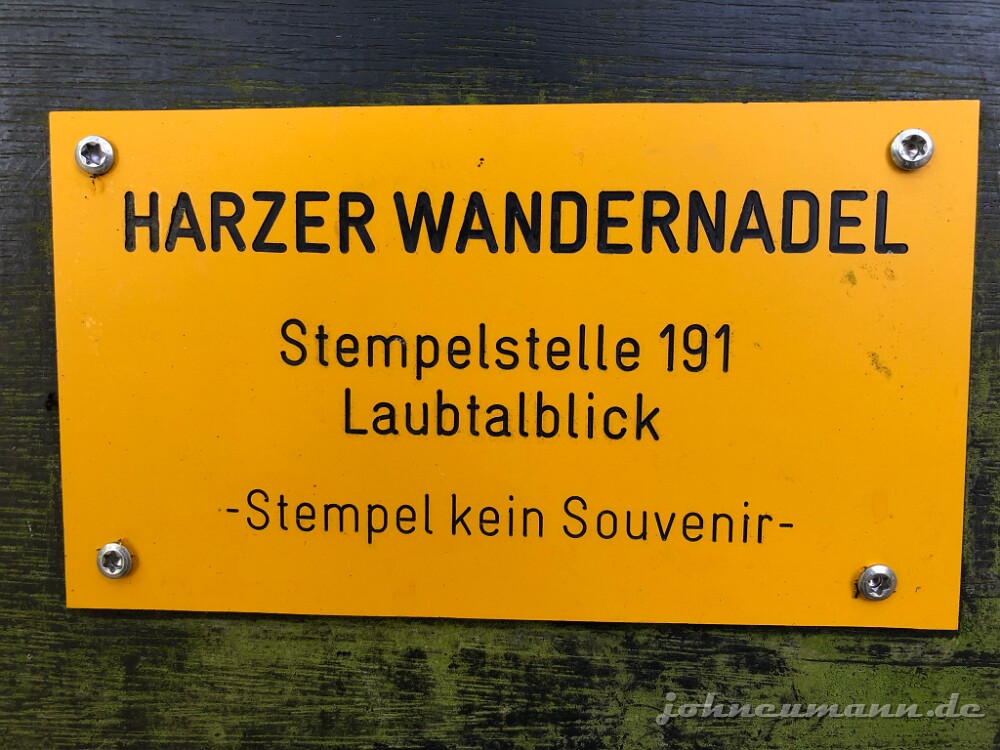 HARZER WANDERNADEL
Stempelstelle 191
Laubtalblick
-Stempel kein Souvenir-
johneumann.de